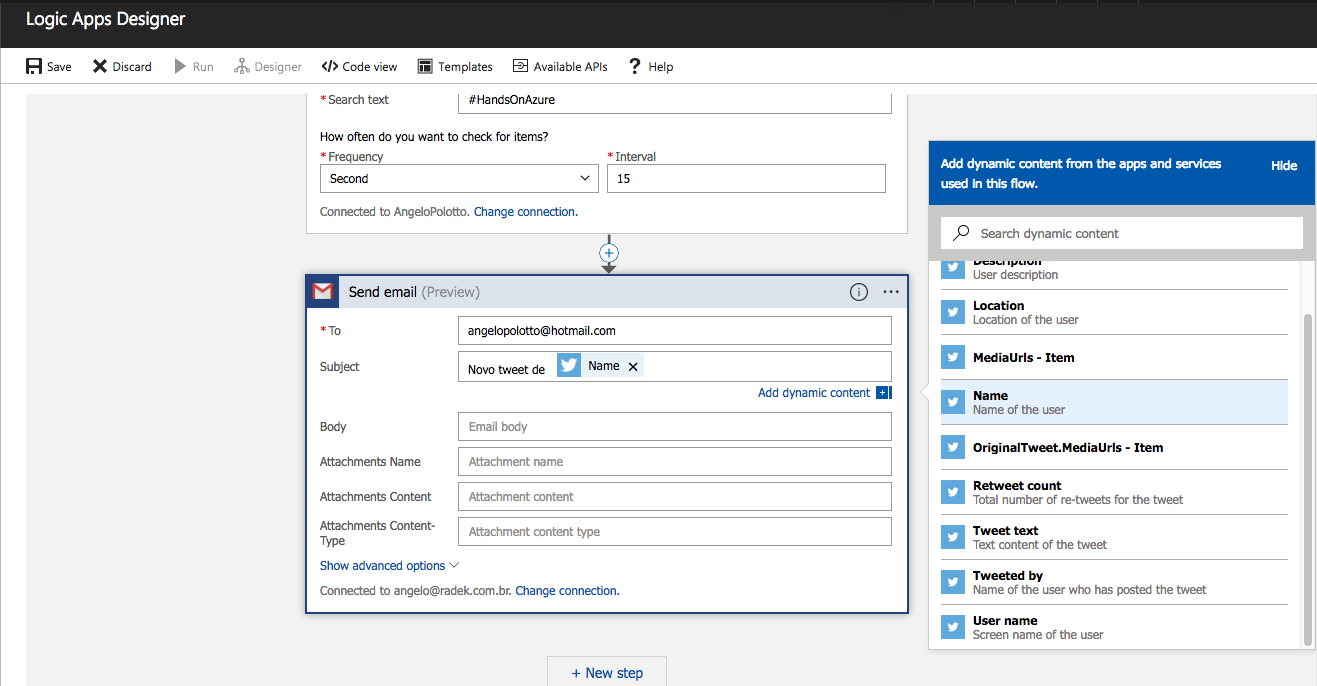 Logic Apps Designer
Save Discard Run Designer Code view Templates Available APIs Help
* Search text #HandsOnAzure
How often do you want to check for items?
* Frequency * Interval
Second 15
Connected to AngeloPolotto. Change connection.
Send email (Preview)
* To angelopolotto@hotmail.com
Subject Novo tweet de Name
Add dynamic content
Body Email body
Attachments Name Attachment name
Attachments Content Attachment content
Attachments Content-
Type Attachment content type
Show advanced options
Connected to angelo@radek.com.br. Change connection.
+ New step
Add dynamic content from the apps and services
used in this flow.
Hide
Search dynamic content
Description
User description
Location
Location of the user
MediaUrls - Item
Name
Name of the user
OriginalTweet.MediaUrls - Item
Retweet count
Total number of re-tweets for the tweet
Tweet text
Text content of the tweet
Tweeted by
Name of the user who has posted the tweet
User name
Screen name of the user